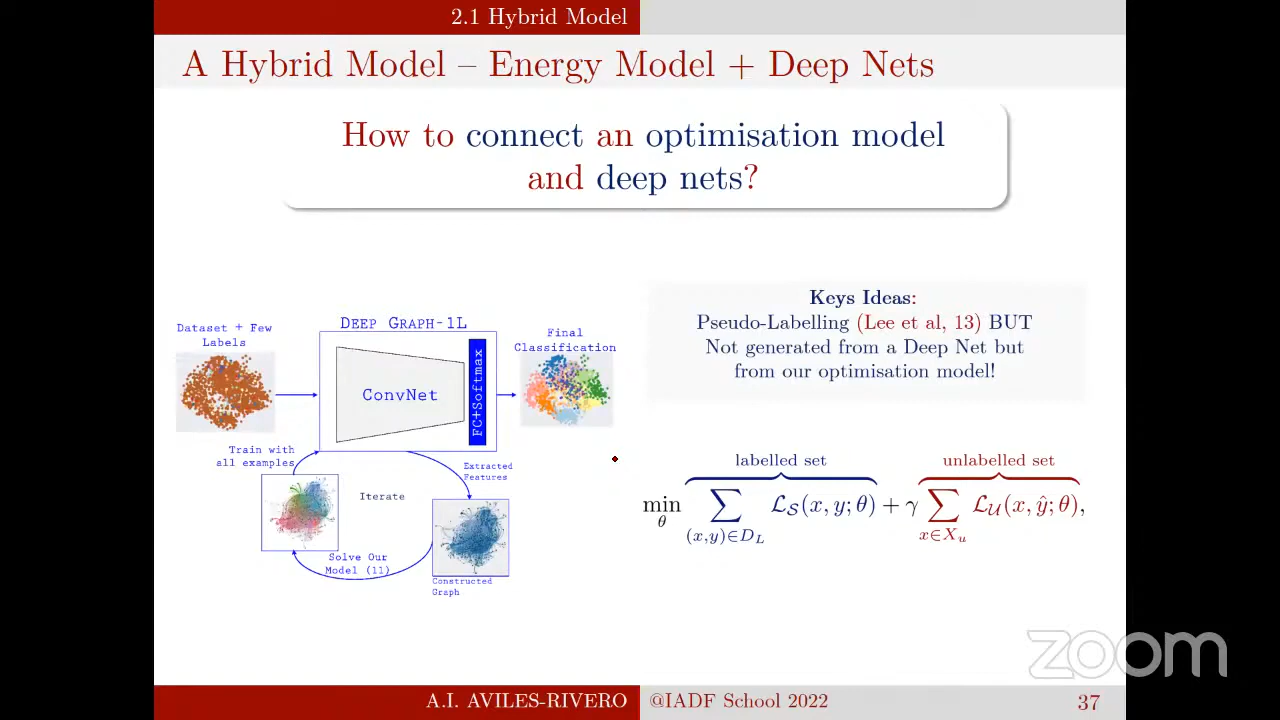 2.1 Hybrid Model
A Hybrid Model – Energy Model + Deep Nets
How to connect an optimisation model
and deep nets?
Dataset + Few
Labels
DEEP GRAPH-1L
ConvNet
FC+Softmax
Final
Classification
Train with
all examples
Iterate
Extracted
Features
Solve Our
Model (11)
Constructed
Graph
Keys Ideas:
Pseudo-Labelling (Lee et al, 13) BUT
Not generated from a Deep Net but
from our optimisation model!
labelled set
unlabelled set
min_θ ∑_{(x,y)∈D_L} ℒ_𝒮(x, y; θ) + γ ∑_{x∈X_u} ℒ_𝒰(x, ŷ; θ),
zoom
A.I. AVILES-RIVERO
@IADF School 2022
37